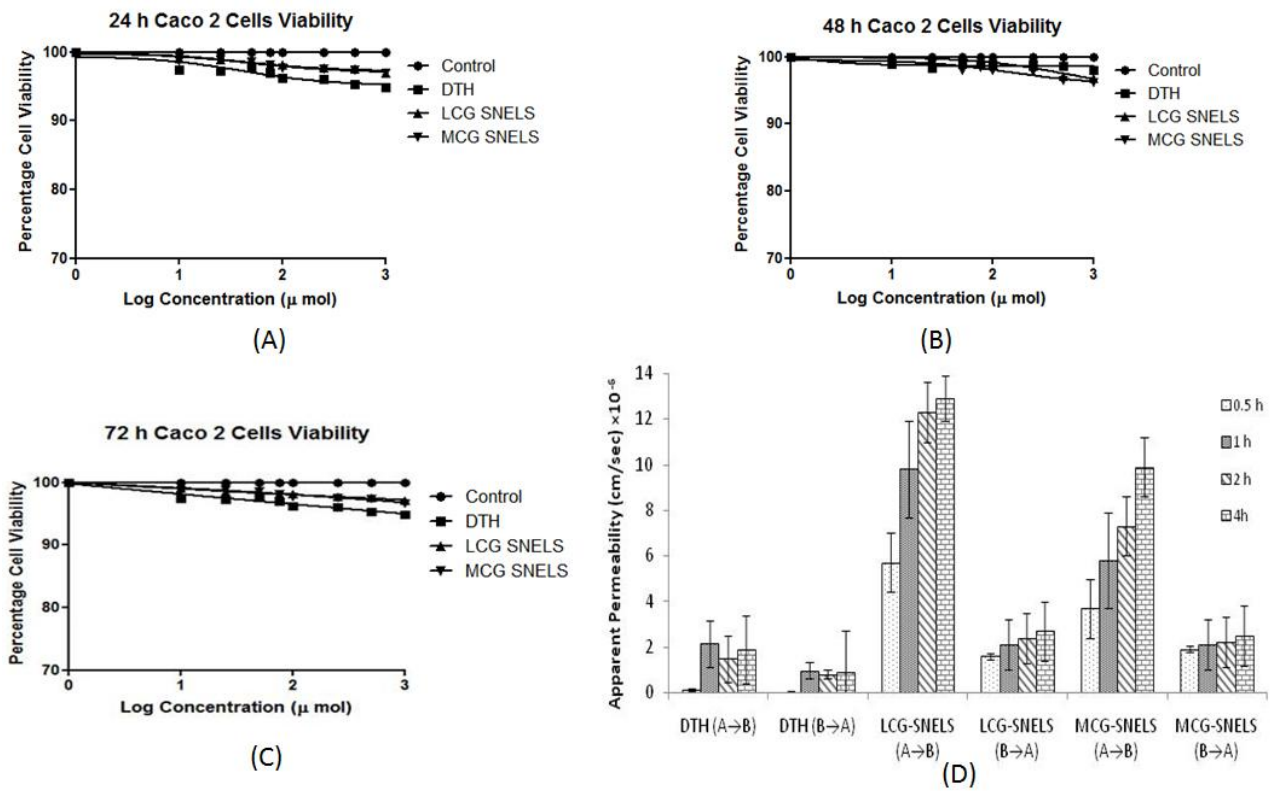 24 h Caco 2 Cells Viability
Percentage Cell Viability
100
90
80
70
0 1 2 3
Log Concentration (μ mol)
Control
DTH
LCG SNELS
MCG SNELS
(A)
48 h Caco 2 Cells Viability
Percentage Cell Viability
100
90
80
70
0 1 2 3
Log Concentration (μ mol)
Control
DTH
LCG SNELS
MCG SNELS
(B)
72 h Caco 2 Cells Viability
Percentage Cell Viability
100
90
80
70
0 1 2 3
Log Concentration (μ mol)
Control
DTH
LCG SNELS
MCG SNELS
(C)
Apparent Permeability (cm/sec) ×10⁻⁶
14
12
10
8
6
4
2
0
0.5 h
1 h
2 h
4h
DTH (A→B)
DTH (B→A)
LCG-SNELS
(A→B)
LCG-SNELS
(B→A)
MCG-SNELS
(A→B)
MCG-SNELS
(B→A)
(D)